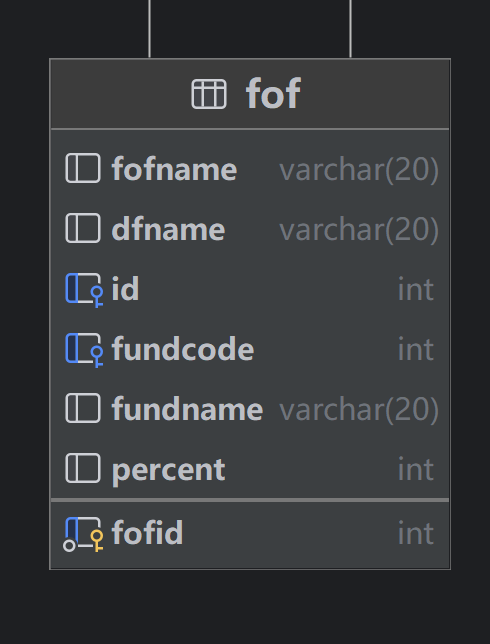 fof
fofname varchar(20)
dfname varchar(20)
id int
fundcode int
fundname varchar(20)
percent int
fofid int